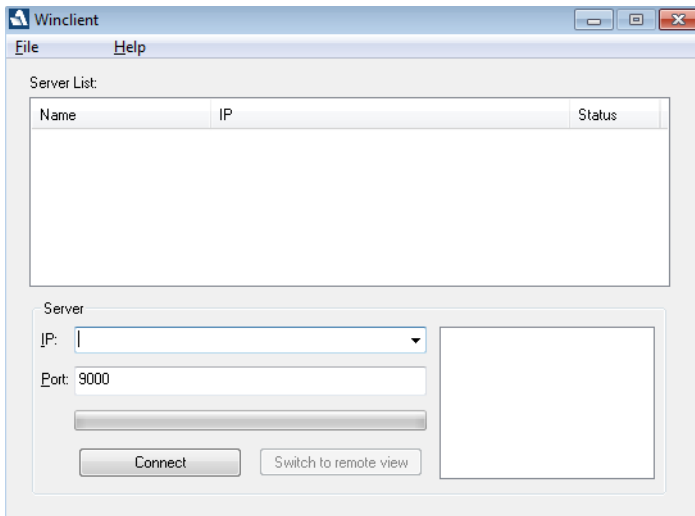 Winclient
File Help
Server List:
Name IP Status
Server
IP:
Port: 9000
Connect Switch to remote view